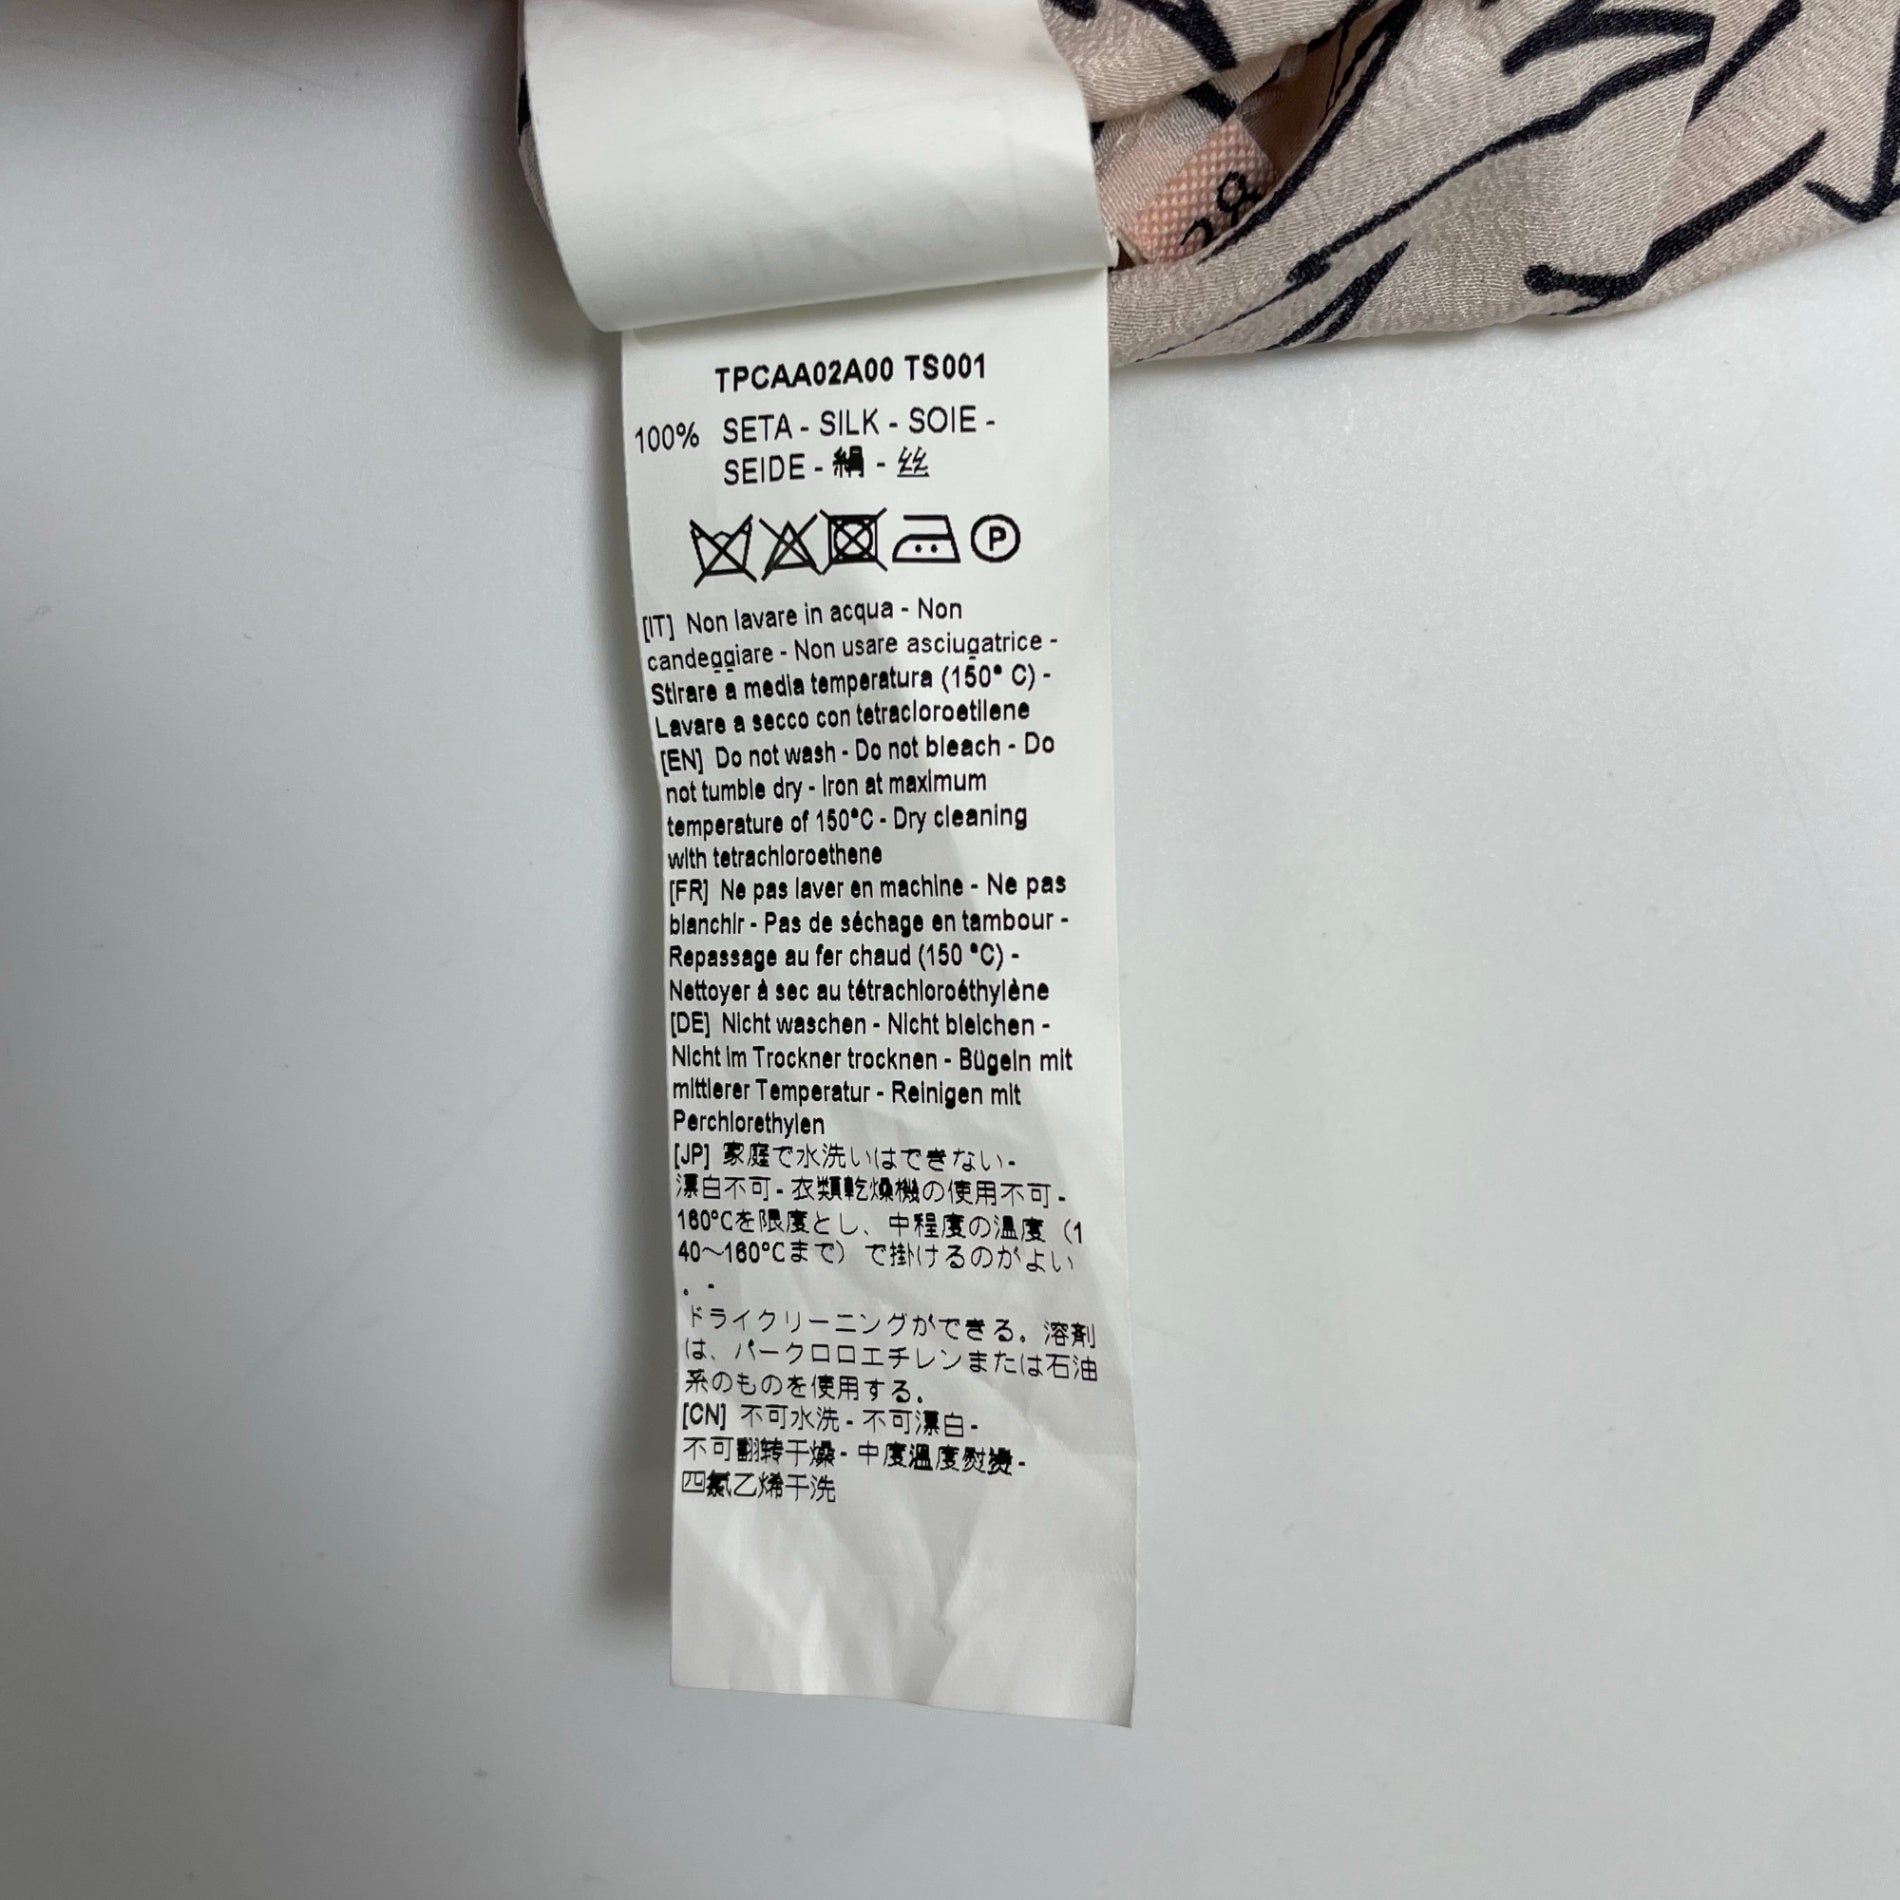 38
TPCAA02A00 TS001
100% SETA - SILK - SOIE -
SEIDE - 絹 - 丝
P
[IT] Non lavare in acqua - Non
candeggiare - Non usare asciugatrice -
Stirare a media temperatura (150° C) -
Lavare a secco con tetracloroetilene
[EN] Do not wash - Do not bleach - Do
not tumble dry - Iron at maximum
temperature of 150°C - Dry cleaning
with tetrachloroethene
[FR] Ne pas laver en machine - Ne pas
blanchir - Pas de séchage en tambour -
Repassage au fer chaud (150 °C) -
Nettoyer à sec au tétrachloroéthylène
[DE] Nicht waschen - Nicht bleichen -
Nicht im Trockner trocknen - Bügeln mit
mittlerer Temperatur - Reinigen mit
Perchlorethylen
[JP] 家庭で水洗いはできない-
漂白不可 - 衣類乾燥機の使用不可 -
160°Cを限度とし、中程度の温度（1
40～160°Cまで）で掛けるのがよい
。-
ドライクリーニングができる。溶剤
は、パークロロエチレンまたは石油
系のものを使用する。
[CN] 不可水洗 - 不可漂白 -
不可翻转干燥 - 中度温度熨烫 -
四氯乙烯干洗